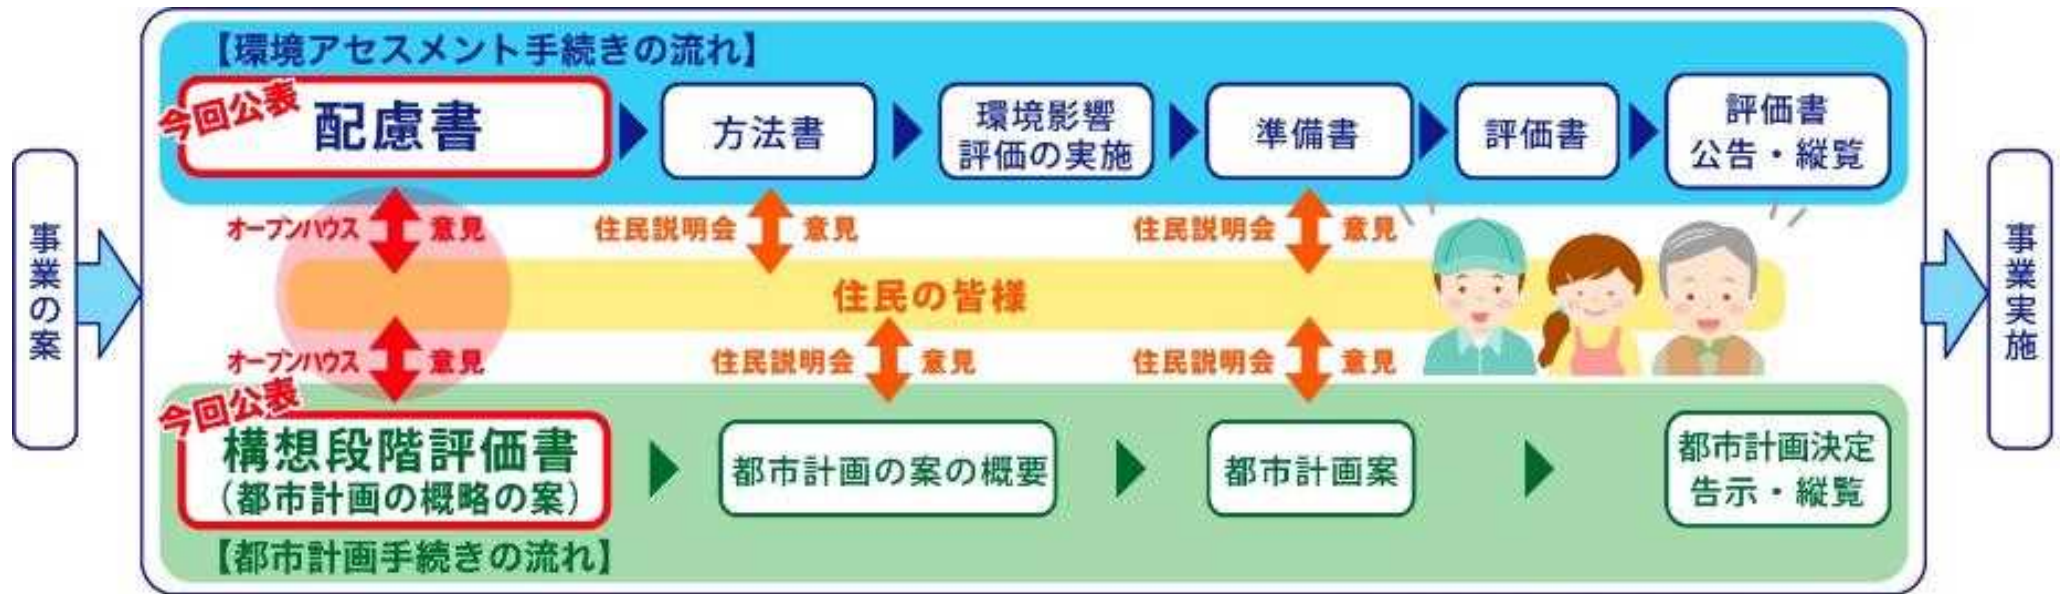 事業の案
【環境アセスメント手続きの流れ】
今回公表
配慮書
方法書
環境影響
評価の実施
準備書
評価書
評価書
公告・縦覧
オープンハウス 意見
住民説明会 意見
住民説明会 意見
住民の皆様
オープンハウス 意見
住民説明会 意見
住民説明会 意見
今回公表
構想段階評価書
(都市計画の概略の案)
都市計画の案の概要
都市計画案
都市計画決定
告示・縦覧
【都市計画手続きの流れ】
事業実施